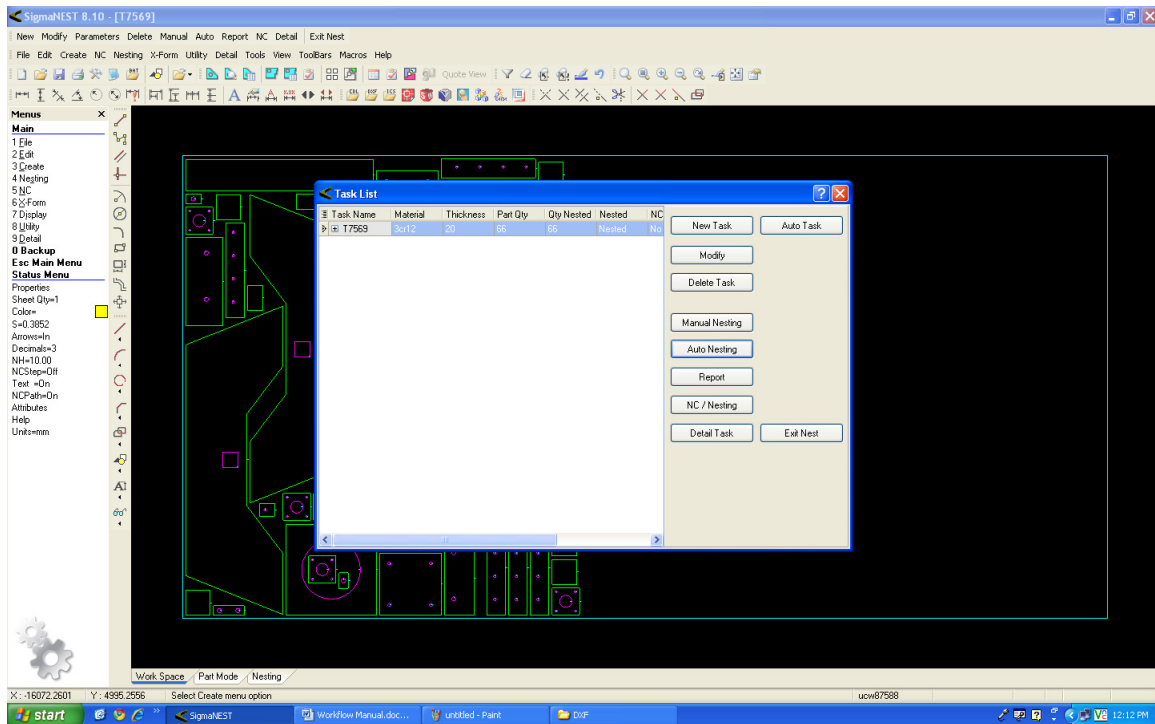 SigmaNEST 8.10 - [T7569]
New Modify Parameters Delete Manual Auto Report NC Detail Exit Nest
File Edit Create NC Nesting X-Form Utility Detail Tools View ToolBars Macros Help
Quote View
Menus x
Main
1 File
2 Edit
3 Create
4 Nesting
5 NC
6 X-Form
7 Display
8 Utility
9 Detail
0 Backup
Esc Main Menu
Status Menu
Properties
Sheet Qty=1
Color=
S=0.3852
Arrows=In
Decimals=3
NH=10.00
NCStep=Off
Text =On
NCPath=On
Attributes
Help
Units=mm
Task List
Task Name Material Thickness Part Qty Qty Nested Nested NC
T7569 3cr12 20 66 66 Nested No
New Task Auto Task
Modify
Delete Task
Manual Nesting
Auto Nesting
Report
NC / Nesting
Detail Task Exit Nest
Work Space Part Mode Nesting
X: -16072.2601 Y: 4995.2556 Select Create menu option ucw87588
start SigmaNEST Workflow Manual.doc... untitled - Paint DXF 12:12 PM